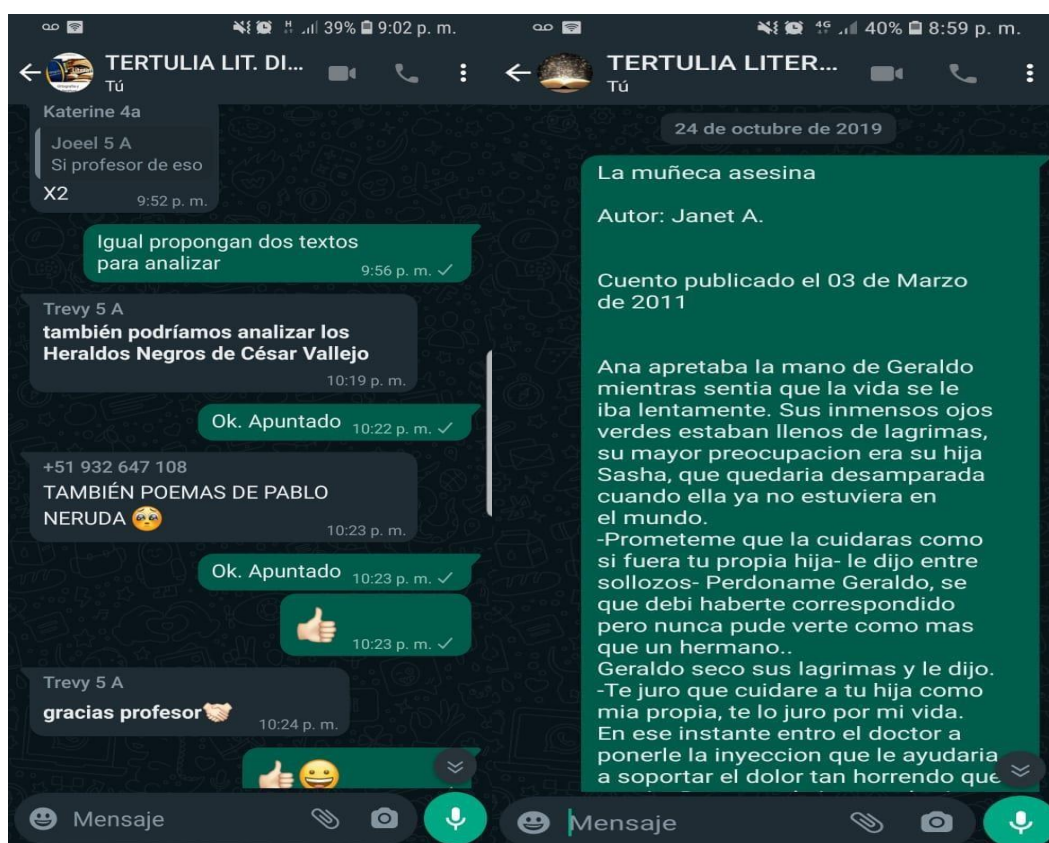 39% 9:02 p. m.
TERTULIA LIT. DI...
Tú
Katerine 4a
Joeel 5 A
Si profesor de eso
X2
9:52 p. m.
Igual propongan dos textos
para analizar
9:56 p. m.
Trevy 5 A
también podríamos analizar los
Heraldos Negros de César Vallejo
10:19 p. m.
Ok. Apuntado 10:22 p. m.
+51 932 647 108
TAMBIÉN POEMAS DE PABLO
NERUDA 🥺
10:23 p. m.
Ok. Apuntado 10:23 p. m.
👍🏻
10:23 p. m.
Trevy 5 A
gracias profesor🤝🏻
10:24 p. m.
👍🏻😀
Mensaje
4G 40% 8:59 p. m.
TERTULIA LITER...
Tú
24 de octubre de 2019
La muñeca asesina
Autor: Janet A.
Cuento publicado el 03 de Marzo
de 2011
Ana apretaba la mano de Geraldo
mientras sentia que la vida se le
iba lentamente. Sus inmensos ojos
verdes estaban llenos de lagrimas,
su mayor preocupacion era su hija
Sasha, que quedaria desamparada
cuando ella ya no estuviera en
el mundo.
-Prometeme que la cuidaras como
si fuera tu propia hija- le dijo entre
sollozos- Perdoname Geraldo, se
que debi haberte correspondido
pero nunca pude verte como mas
que un hermano..
Geraldo seco sus lagrimas y le dijo.
-Te juro que cuidare a tu hija como
mia propia, te lo juro por mi vida.
En ese instante entro el doctor a
ponerle la inyeccion que le ayudaria
a soportar el dolor tan horrendo que
Mensaje